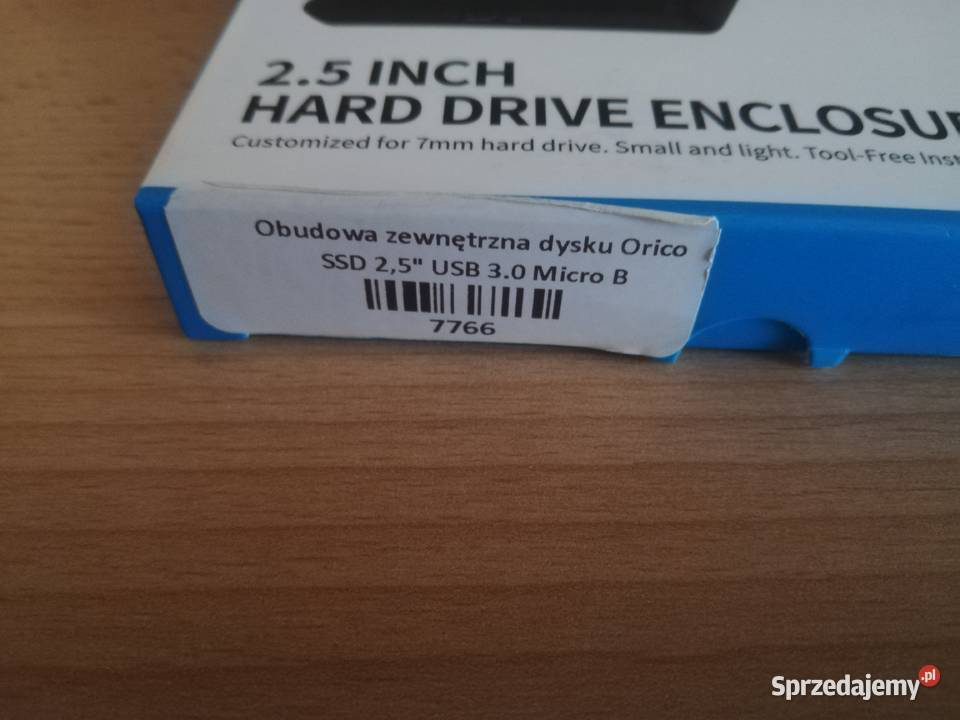 2.5 INCH
HARD DRIVE ENCLOSU
Customized for 7mm hard drive. Small and light. Tool-Free Inst
Obudowa zewnętrzna dysku Orico
SSD 2,5" USB 3.0 Micro B
7766
Sprzedajemy.pl